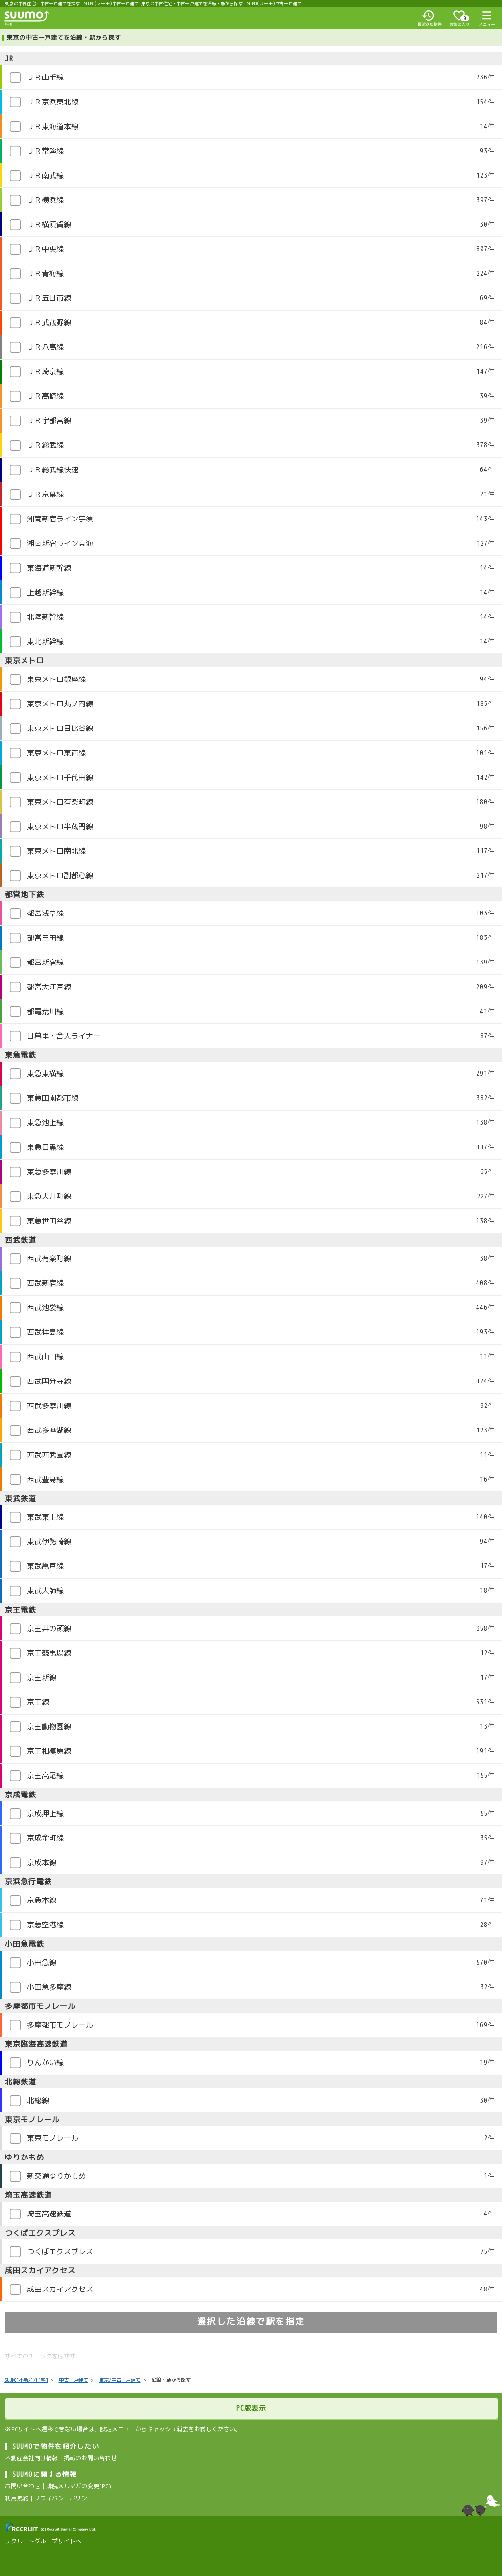 東京の中古住宅・中古一戸建てを探す｜SUUMO(スーモ)中古一戸建て 東京の中古住宅・中古一戸建てを沿線・駅から探す｜SUUMO(スーモ)中古一戸建て
SUUMO
スーモ
最近みた物件
お気に入り
メニュー
東京の中古一戸建てを沿線・駅から探す
JR
ＪＲ山手線 236件
ＪＲ京浜東北線 154件
ＪＲ東海道本線 14件
ＪＲ常磐線 93件
ＪＲ南武線 123件
ＪＲ横浜線 397件
ＪＲ横須賀線 30件
ＪＲ中央線 807件
ＪＲ青梅線 224件
ＪＲ五日市線 69件
ＪＲ武蔵野線 84件
ＪＲ八高線 216件
ＪＲ埼京線 147件
ＪＲ高崎線 39件
ＪＲ宇都宮線 39件
ＪＲ総武線 378件
ＪＲ総武線快速 64件
ＪＲ京葉線 21件
湘南新宿ライン宇須 143件
湘南新宿ライン高海 127件
東海道新幹線 14件
上越新幹線 14件
北陸新幹線 14件
東北新幹線 14件
東京メトロ
東京メトロ銀座線 94件
東京メトロ丸ノ内線 185件
東京メトロ日比谷線 156件
東京メトロ東西線 101件
東京メトロ千代田線 142件
東京メトロ有楽町線 180件
東京メトロ半蔵門線 98件
東京メトロ南北線 117件
東京メトロ副都心線 217件
都営地下鉄
都営浅草線 103件
都営三田線 183件
都営新宿線 139件
都営大江戸線 209件
都電荒川線 41件
日暮里・舎人ライナー 87件
東急電鉄
東急東横線 291件
東急田園都市線 382件
東急池上線 138件
東急目黒線 117件
東急多摩川線 65件
東急大井町線 227件
東急世田谷線 138件
西武鉄道
西武有楽町線 38件
西武新宿線 408件
西武池袋線 446件
西武拝島線 193件
西武山口線 11件
西武国分寺線 124件
西武多摩川線 92件
西武多摩湖線 123件
西武西武園線 11件
西武豊島線 16件
東武鉄道
東武東上線 140件
東武伊勢崎線 94件
東武亀戸線 17件
東武大師線 18件
京王電鉄
京王井の頭線 358件
京王競馬場線 12件
京王新線 17件
京王線 531件
京王動物園線 13件
京王相模原線 191件
京王高尾線 155件
京成電鉄
京成押上線 55件
京成金町線 35件
京成本線 97件
京浜急行電鉄
京急本線 71件
京急空港線 28件
小田急電鉄
小田急線 570件
小田急多摩線 32件
多摩都市モノレール
多摩都市モノレール 169件
東京臨海高速鉄道
りんかい線 19件
北総鉄道
北総線 30件
東京モノレール
東京モノレール 2件
ゆりかもめ
新交通ゆりかもめ 1件
埼玉高速鉄道
埼玉高速鉄道 4件
つくばエクスプレス
つくばエクスプレス 75件
成田スカイアクセス
成田スカイアクセス 48件
選択した沿線で駅を指定
すべてのチェックをはずす
SUUMO[不動産/住宅] > 中古一戸建て > 東京/中古一戸建て > 沿線・駅から探す
PC版表示
※PCサイトへ遷移できない場合は、設定メニューからキャッシュ消去をお試しください。
SUUMOで物件を紹介したい
不動産会社向け情報｜掲載のお問い合わせ
SUUMOに関する情報
お問い合わせ｜購読メルマガの変更(PC)
利用規約｜プライバシーポリシー
RECRUIT (C)Recruit Sumai Company Ltd.
リクルートグループサイトへ